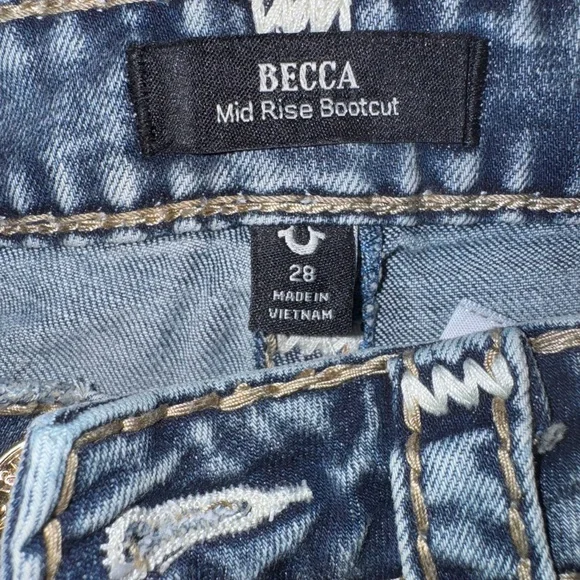 BECCA
Mid Rise Bootcut
28
MADE IN
VIETNAM